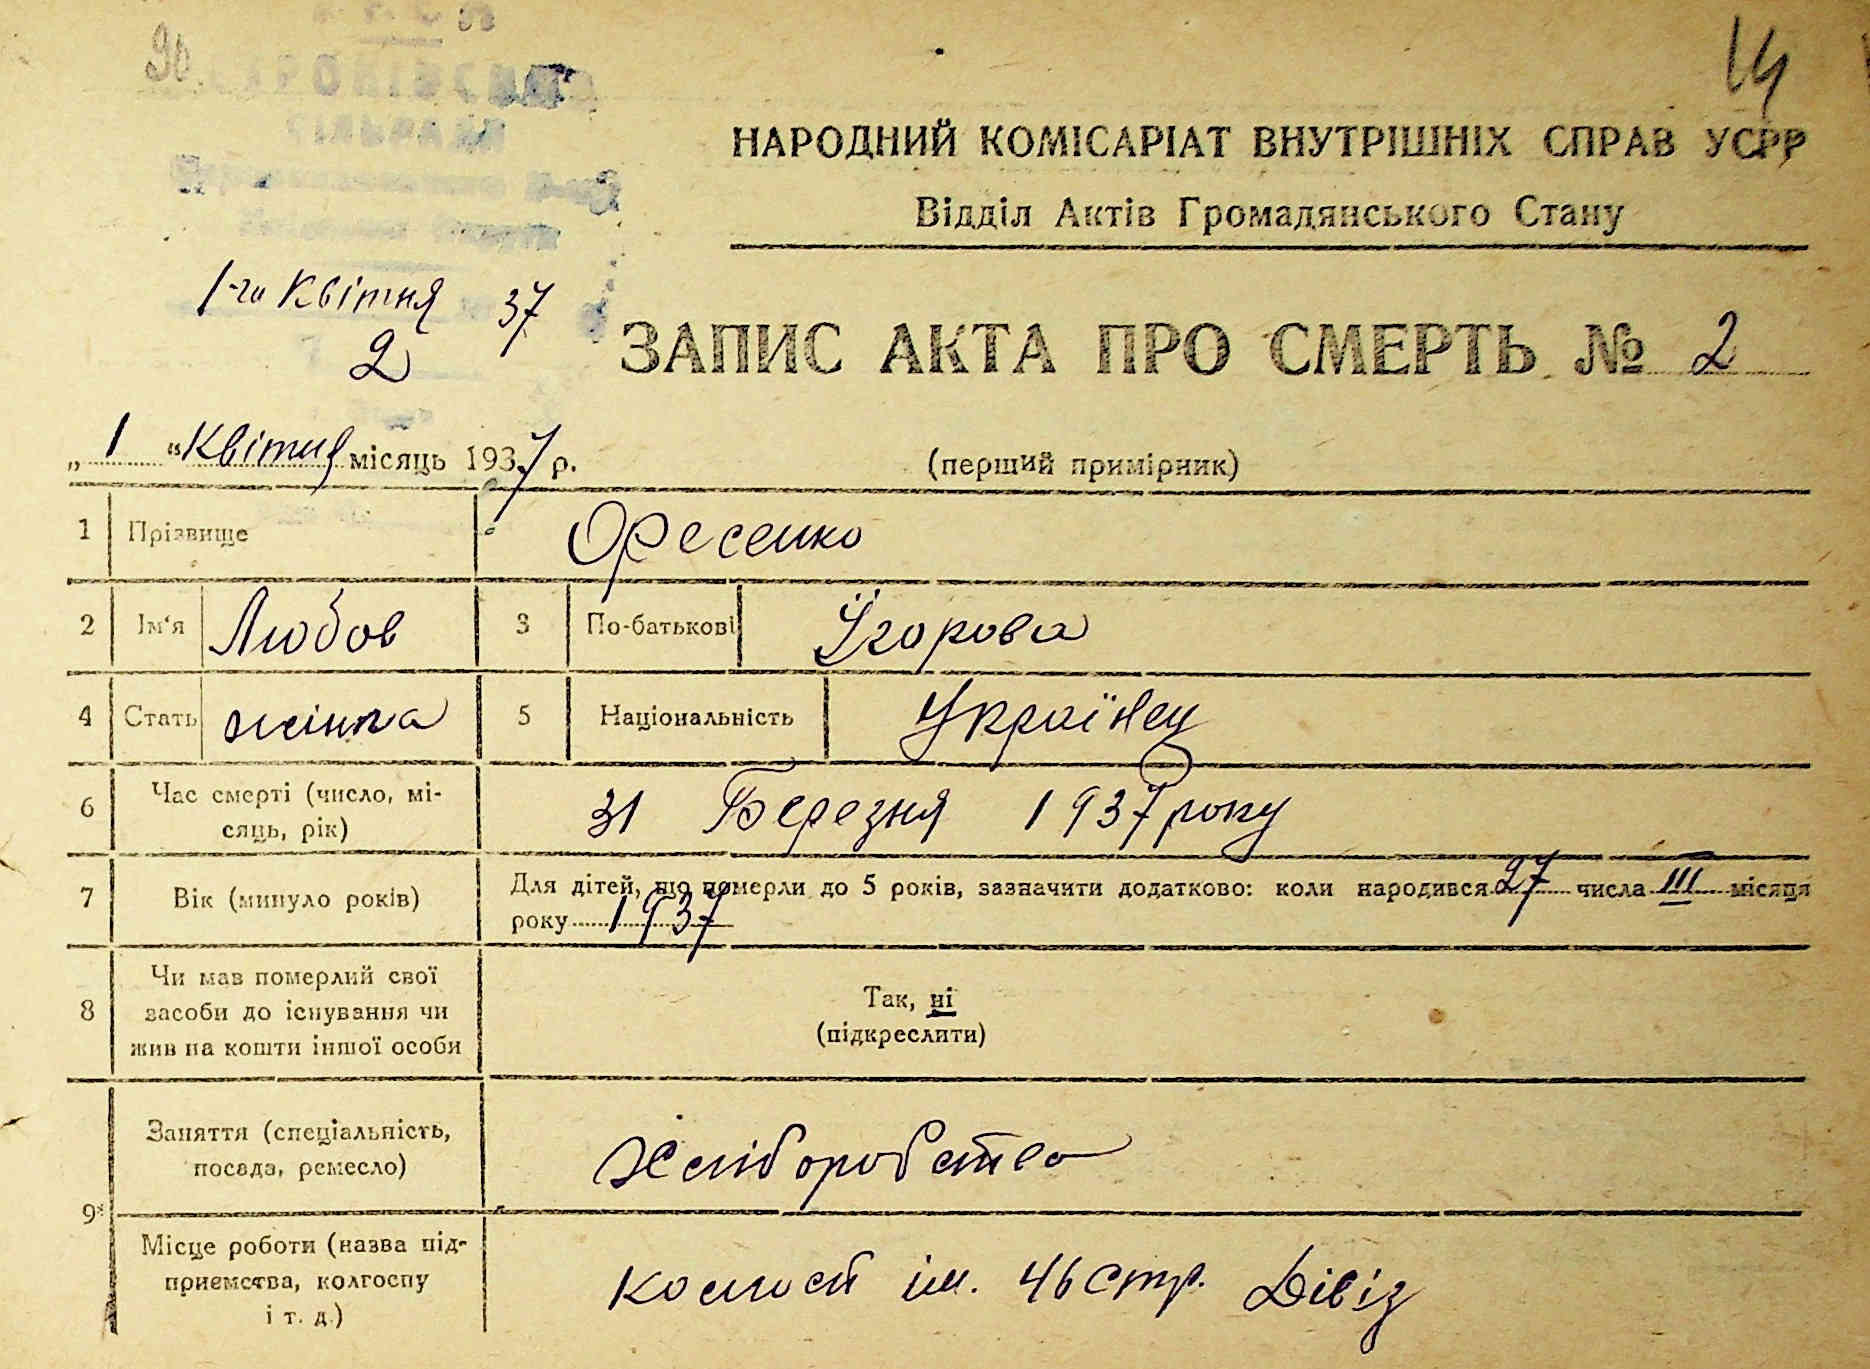 14
НАРОДНИЙ КОМІСАРІАТ ВНУТРІШНІХ СПРАВ УСРР
Відділ Актів Громадянського Стану
1-го Квітня 37
2
ЗАПИС АКТА ПРО СМЕРТЬ № 2
„ 1 " Квітня місяць 1937 р.
(перший примірник)
1 Прізвище Оресенко
2 Ім'я Любов 3 По-батькові Ігорова
4 Стать жінка 5 Національність Українец
6 Час смерті (число, мі-
сяць, рік) 31 Березня 1937 року
7 Вік (минуло років) Для дітей, що померли до 5 років, зазначити додатково: коли народився 27 числа III місяця
року 1937
8 Чи мав померлий свої
засоби до існування чи
жив на кошти іншої особи
Так, ні
(підкреслити)
9* Заняття (спеціальність,
посада, ремесло) Хліборобство
Місце роботи (назва під-
приємства, колгоспу
і т. д.)
колгосп ім. 46 стр. Дівіз